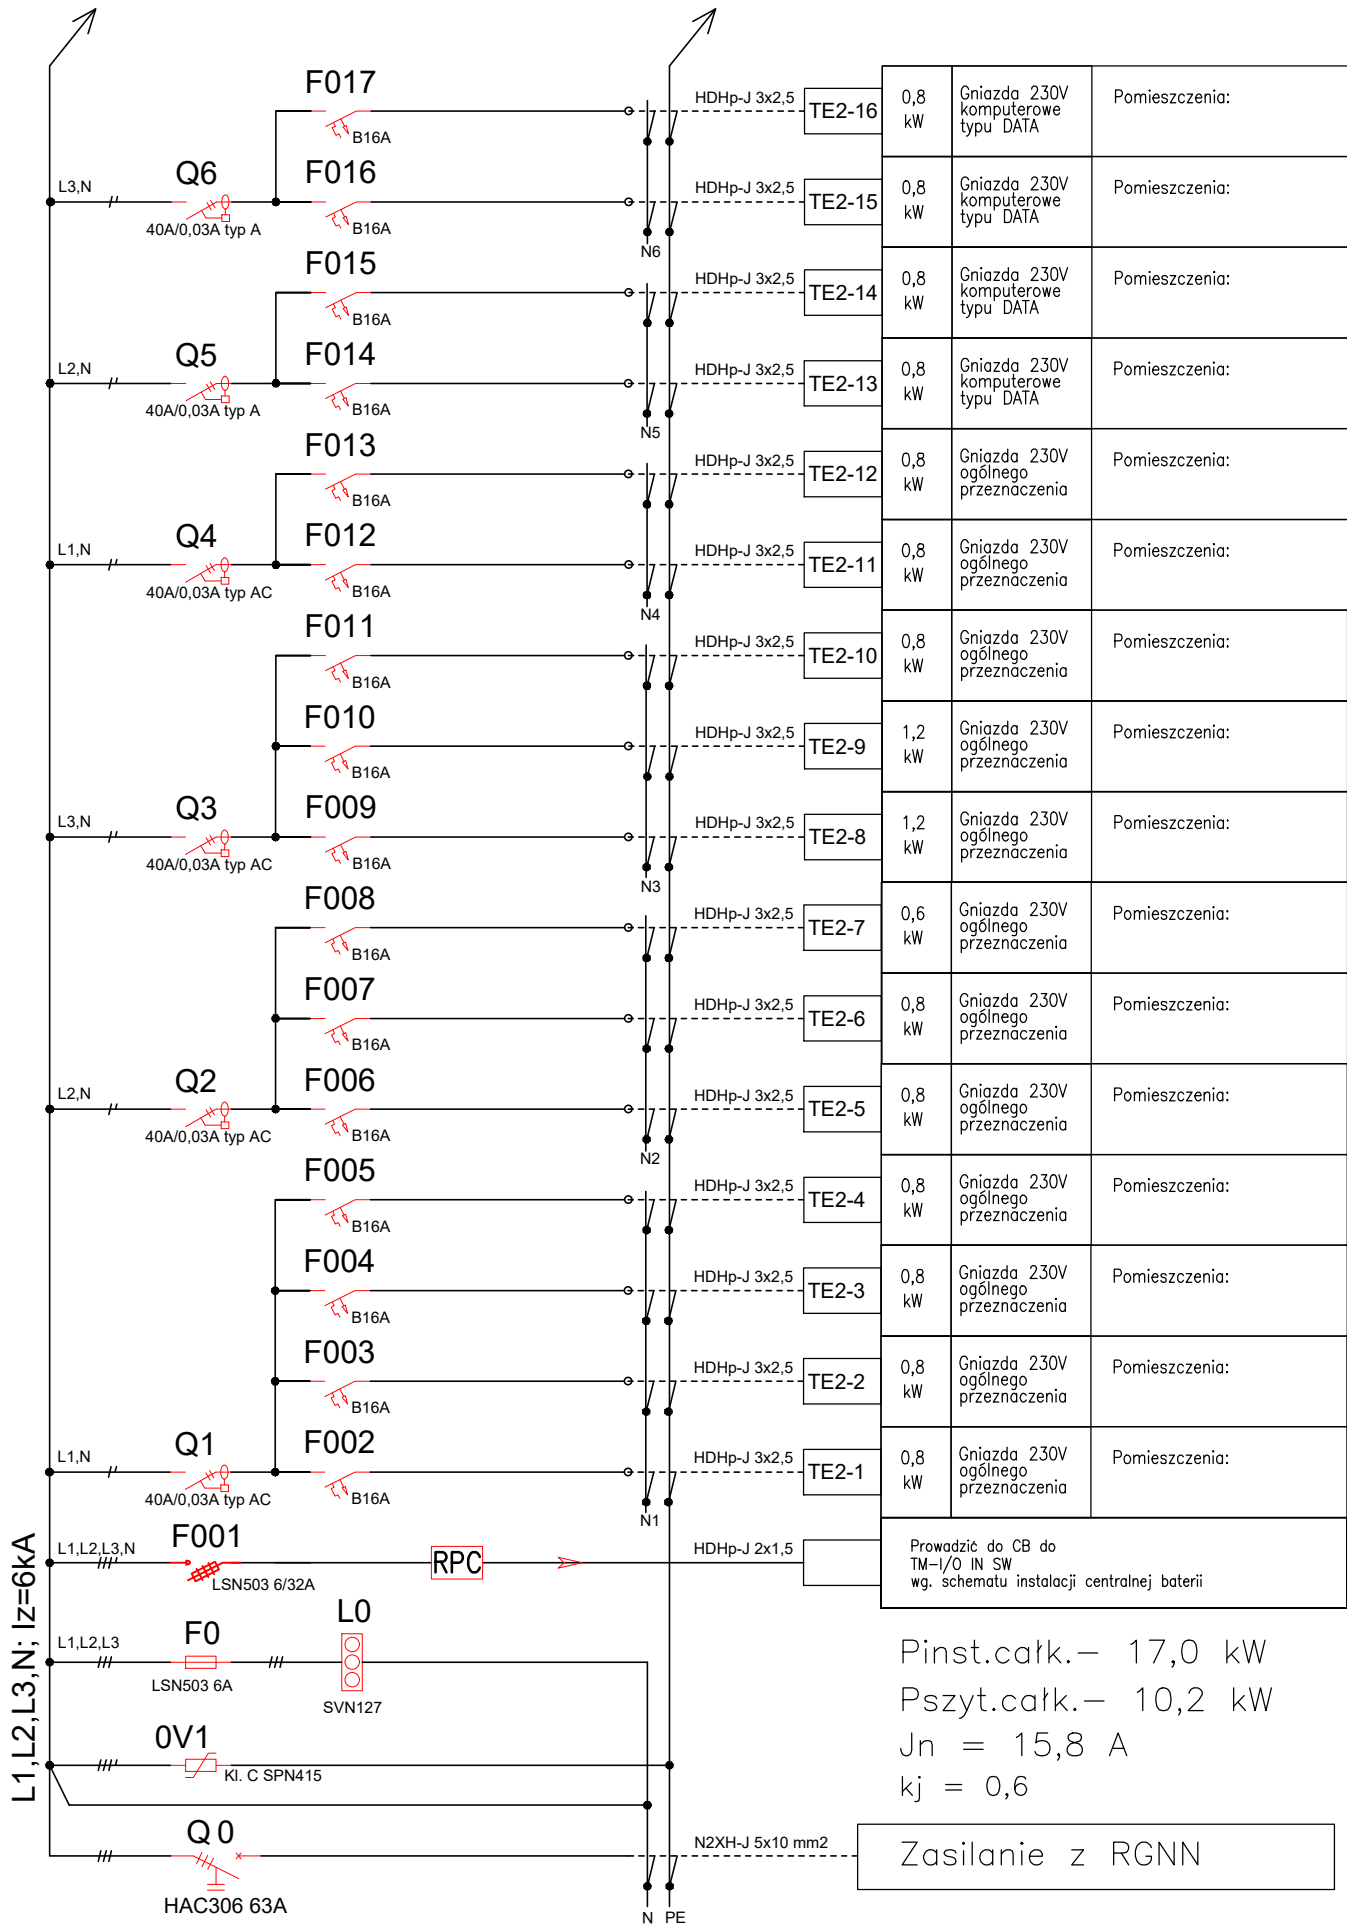 F017
B16A
HDHp-J 3x2,5
TE2-16
0,8
kW
Gniazda 230V
komputerowe
typu DATA
Pomieszczenia:
L3,N
Q6
40A/0,03A typ A
F016
B16A
N6
HDHp-J 3x2,5
TE2-15
0,8
kW
Gniazda 230V
komputerowe
typu DATA
Pomieszczenia:
F015
B16A
HDHp-J 3x2,5
TE2-14
0,8
kW
Gniazda 230V
komputerowe
typu DATA
Pomieszczenia:
L2,N
Q5
40A/0,03A typ A
F014
B16A
N5
HDHp-J 3x2,5
TE2-13
0,8
kW
Gniazda 230V
komputerowe
typu DATA
Pomieszczenia:
F013
B16A
HDHp-J 3x2,5
TE2-12
0,8
kW
Gniazda 230V
ogólnego
przeznaczenia
Pomieszczenia:
L1,N
Q4
40A/0,03A typ AC
F012
B16A
N4
HDHp-J 3x2,5
TE2-11
0,8
kW
Gniazda 230V
ogólnego
przeznaczenia
Pomieszczenia:
F011
B16A
HDHp-J 3x2,5
TE2-10
0,8
kW
Gniazda 230V
ogólnego
przeznaczenia
Pomieszczenia:
F010
B16A
HDHp-J 3x2,5
TE2-9
1,2
kW
Gniazda 230V
ogólnego
przeznaczenia
Pomieszczenia:
L3,N
Q3
40A/0,03A typ AC
F009
B16A
N3
HDHp-J 3x2,5
TE2-8
1,2
kW
Gniazda 230V
ogólnego
przeznaczenia
Pomieszczenia:
F008
B16A
HDHp-J 3x2,5
TE2-7
0,6
kW
Gniazda 230V
ogólnego
przeznaczenia
Pomieszczenia:
F007
B16A
HDHp-J 3x2,5
TE2-6
0,8
kW
Gniazda 230V
ogólnego
przeznaczenia
Pomieszczenia:
L2,N
Q2
40A/0,03A typ AC
F006
B16A
N2
HDHp-J 3x2,5
TE2-5
0,8
kW
Gniazda 230V
ogólnego
przeznaczenia
Pomieszczenia:
F005
B16A
HDHp-J 3x2,5
TE2-4
0,8
kW
Gniazda 230V
ogólnego
przeznaczenia
Pomieszczenia:
F004
B16A
HDHp-J 3x2,5
TE2-3
0,8
kW
Gniazda 230V
ogólnego
przeznaczenia
Pomieszczenia:
F003
B16A
HDHp-J 3x2,5
TE2-2
0,8
kW
Gniazda 230V
ogólnego
przeznaczenia
Pomieszczenia:
L1,N
Q1
40A/0,03A typ AC
F002
B16A
N1
HDHp-J 3x2,5
TE2-1
0,8
kW
Gniazda 230V
ogólnego
przeznaczenia
Pomieszczenia:
L1,L2,L3,N; Iz=6kA
L1,L2,L3,N
F001
LSN503 6/32A
RPC
HDHp-J 2x1,5
Prowadzić do CB do
TM-I/O IN SW
wg. schematu instalacji centralnej baterii
L1,L2,L3
F0
LSN503 6A
L0
SVN127
0V1
Kl. C SPN415
Pinst.całk.- 17,0 kW
Pszyt.całk.- 10,2 kW
Jn = 15,8 A
kj = 0,6
Q0
HAC306 63A
N2XH-J 5x10 mm2
Zasilanie z RGNN
N PE